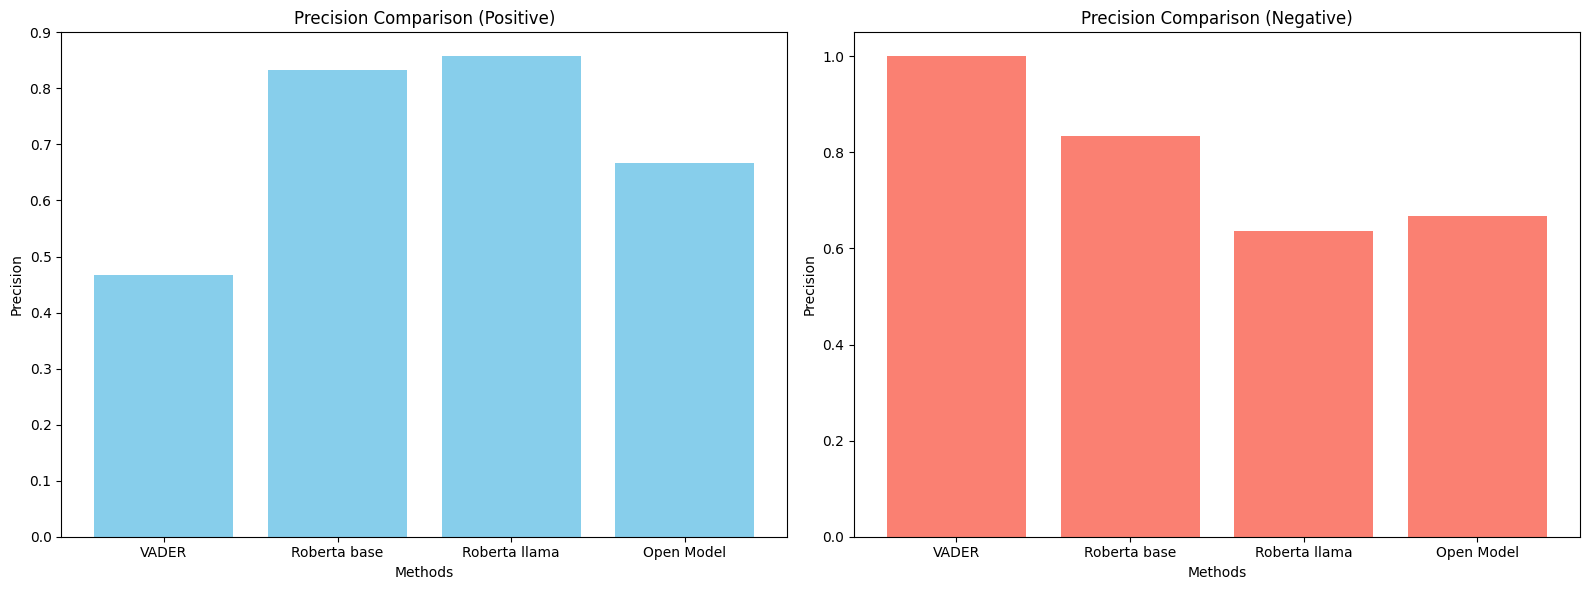 Precision Comparison (Positive)
Precision
0.9
0.8
0.7
0.6
0.5
0.4
0.3
0.2
0.1
0.0
VADER
Roberta base
Roberta llama
Open Model
Methods
Precision Comparison (Negative)
Precision
1.0
0.8
0.6
0.4
0.2
0.0
VADER
Roberta base
Roberta llama
Open Model
Methods